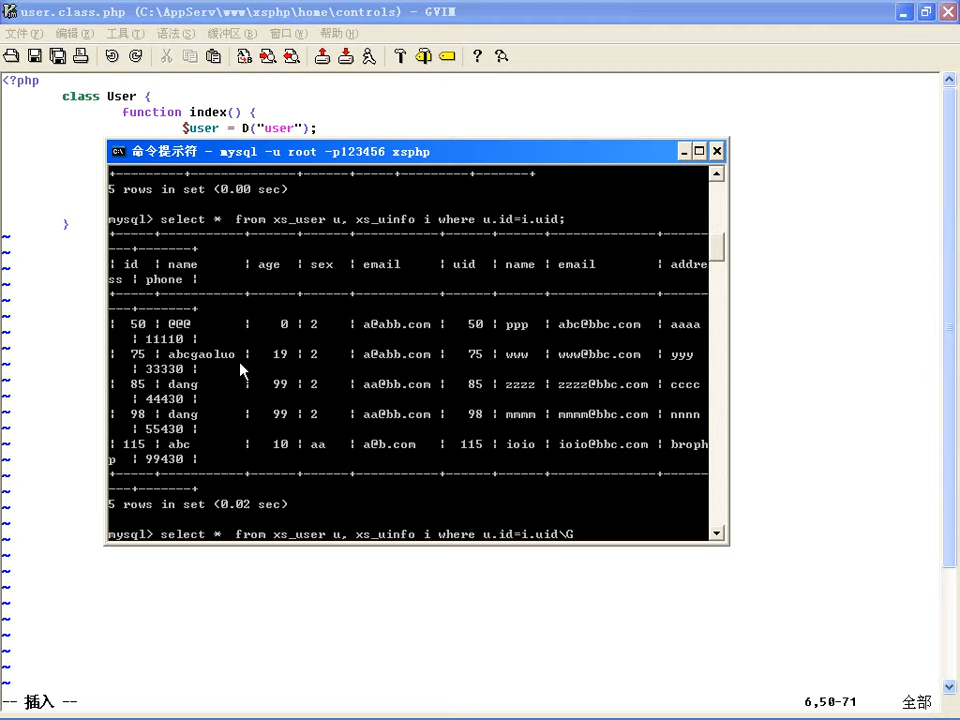 user.class.php (C:\AppServ\www\xsphp\home\controls) - GVIM
文件(F) 编辑(E) 工具(T) 语法(S) 缓冲区(B) 窗口(W) 帮助(H)
<?php
class User {
function index() {
$user = D("user");
}
命令提示符 - mysql -u root -p123456 xsphp
+---------+----------------+------+-----+---------+-------+
5 rows in set (0.00 sec)
mysql> select *  from xs_user u, xs_uinfo i where u.id=i.uid;
+-----+-----------+------+------+-----------+------+------+--------------+------
---+-------+
| id  | name      | age  | sex  | email     | uid  | name | email        | addre
ss | phone |
+-----+-----------+------+------+-----------+------+------+--------------+------
---+-------+
|  50 | @@@       |    0 | 2    | a@abb.com |   50 | ppp  | abc@bbc.com  | aaaa
   | 11110 |
|  75 | abcgaoluo |   19 | 2    | a@abb.com |   75 | www  | www@bbc.com  | yyy
   | 33330 |
|  85 | dang      |   99 | 2    | aa@bb.com |   85 | zzzz | zzzz@bbc.com | cccc
   | 44430 |
|  98 | dang      |   99 | 2    | aa@bb.com |   98 | mmmm | mmmm@bbc.com | nnnn
   | 55430 |
| 115 | abc       |   10 | aa   | a@b.com   |  115 | ioio | ioio@bbc.com | broph
p  | 99430 |
+-----+-----------+------+------+-----------+------+------+--------------+------
---+-------+
5 rows in set (0.02 sec)
mysql> select *  from xs_user u, xs_uinfo i where u.id=i.uid\G
-- 插入 -- 6,50-71 全部